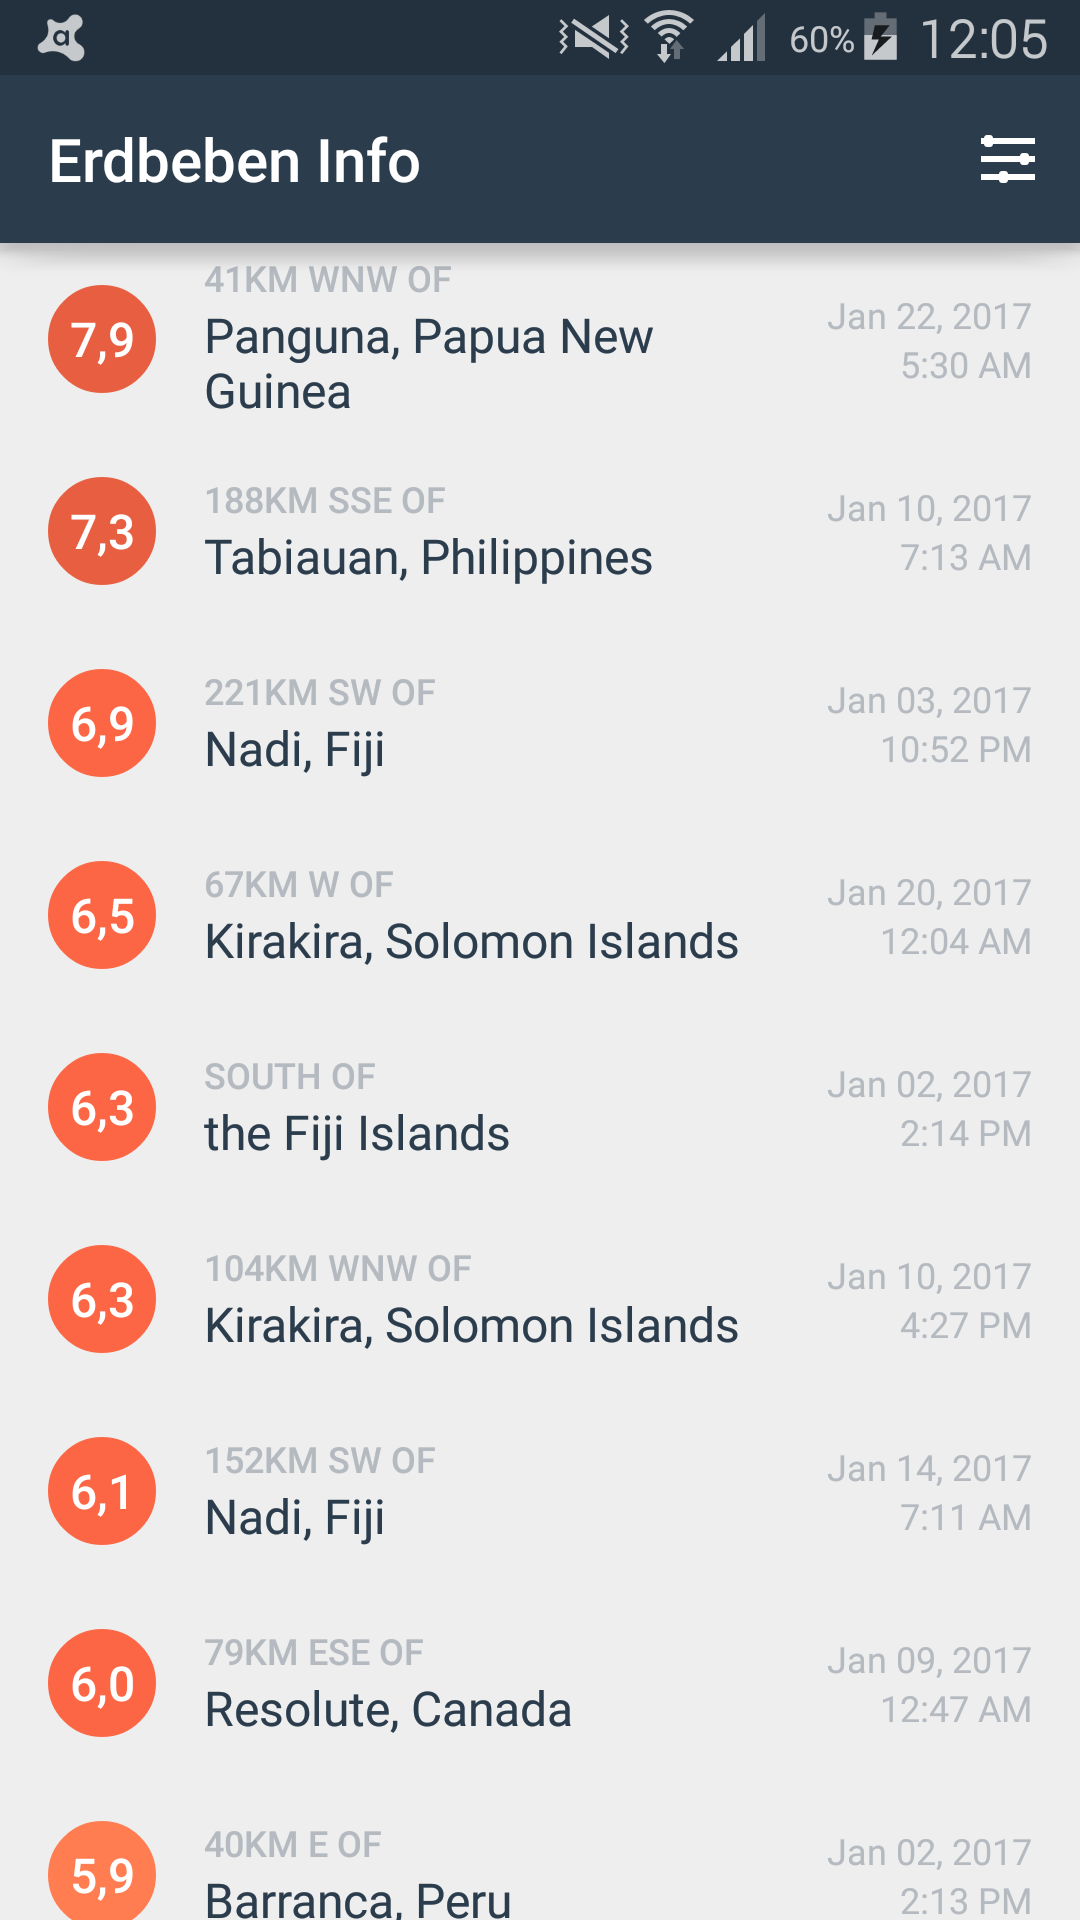 60% 12:05
Erdbeben Info
7,9
41KM WNW OF
Panguna, Papua New
Guinea
Jan 22, 2017
5:30 AM
7,3
188KM SSE OF
Tabiauan, Philippines
Jan 10, 2017
7:13 AM
6,9
221KM SW OF
Nadi, Fiji
Jan 03, 2017
10:52 PM
6,5
67KM W OF
Kirakira, Solomon Islands
Jan 20, 2017
12:04 AM
6,3
SOUTH OF
the Fiji Islands
Jan 02, 2017
2:14 PM
6,3
104KM WNW OF
Kirakira, Solomon Islands
Jan 10, 2017
4:27 PM
6,1
152KM SW OF
Nadi, Fiji
Jan 14, 2017
7:11 AM
6,0
79KM ESE OF
Resolute, Canada
Jan 09, 2017
12:47 AM
5,9
40KM E OF
Barranca, Peru
Jan 02, 2017
2:13 PM